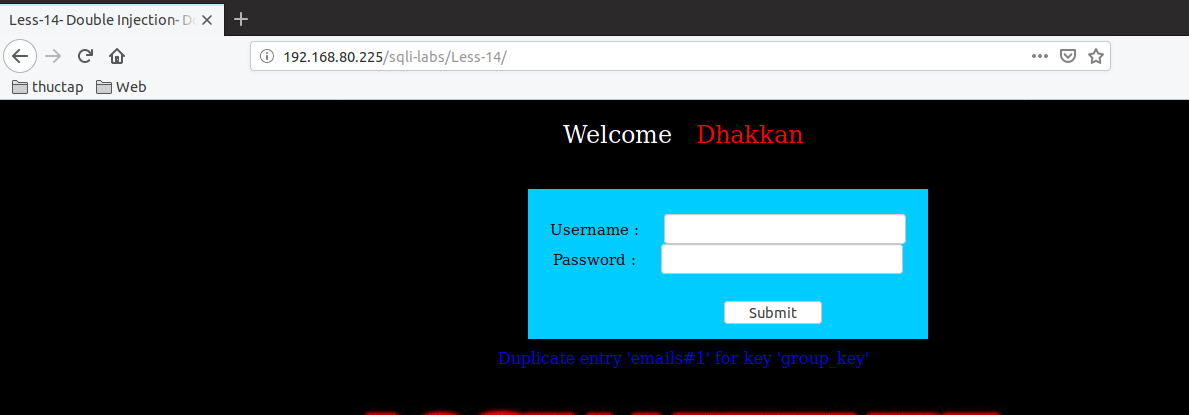 Less-14- Double Injection- D
192.168.80.225/sqli-labs/Less-14/
thuctap Web
Welcome Dhakkan
Username :
Password :
Submit
Duplicate entry 'emails#1' for key 'group_key'